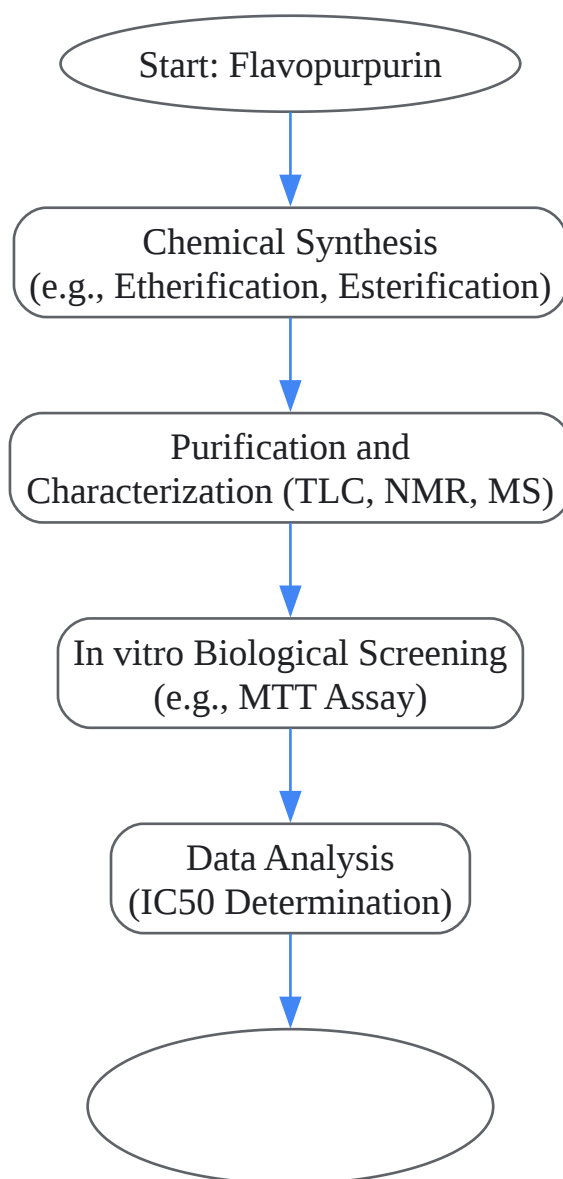 Start: Flavopurpurin
Chemical Synthesis
(e.g., Etherification, Esterification)
Purification and
Characterization (TLC, NMR, MS)
In vitro Biological Screening
(e.g., MTT Assay)
Data Analysis
(IC50 Determination)